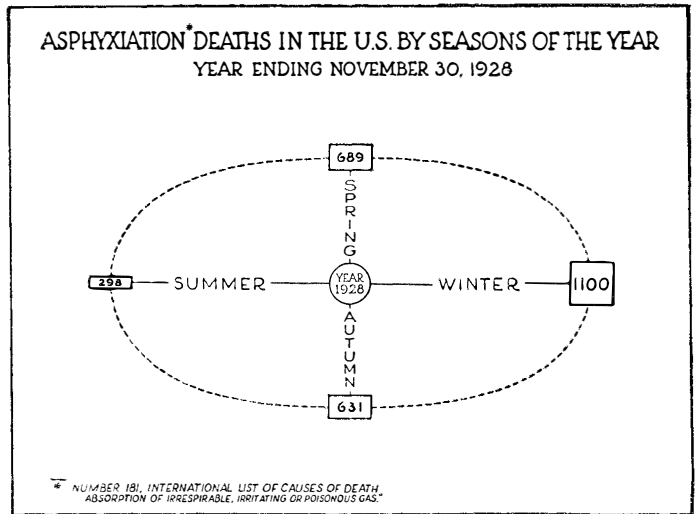 ASPHYXIATION* DEATHS IN THE U.S. BY SEASONS OF THE YEAR
YEAR ENDING NOVEMBER 30, 1928
689
SPRING
298
SUMMER
YEAR
1928
WINTER
1100
AUTUMN
631
* NUMBER 181, INTERNATIONAL LIST OF CAUSES OF DEATH
ABSORPTION OF IRRESPIRABLE, IRRITATING OR POISONOUS GAS."